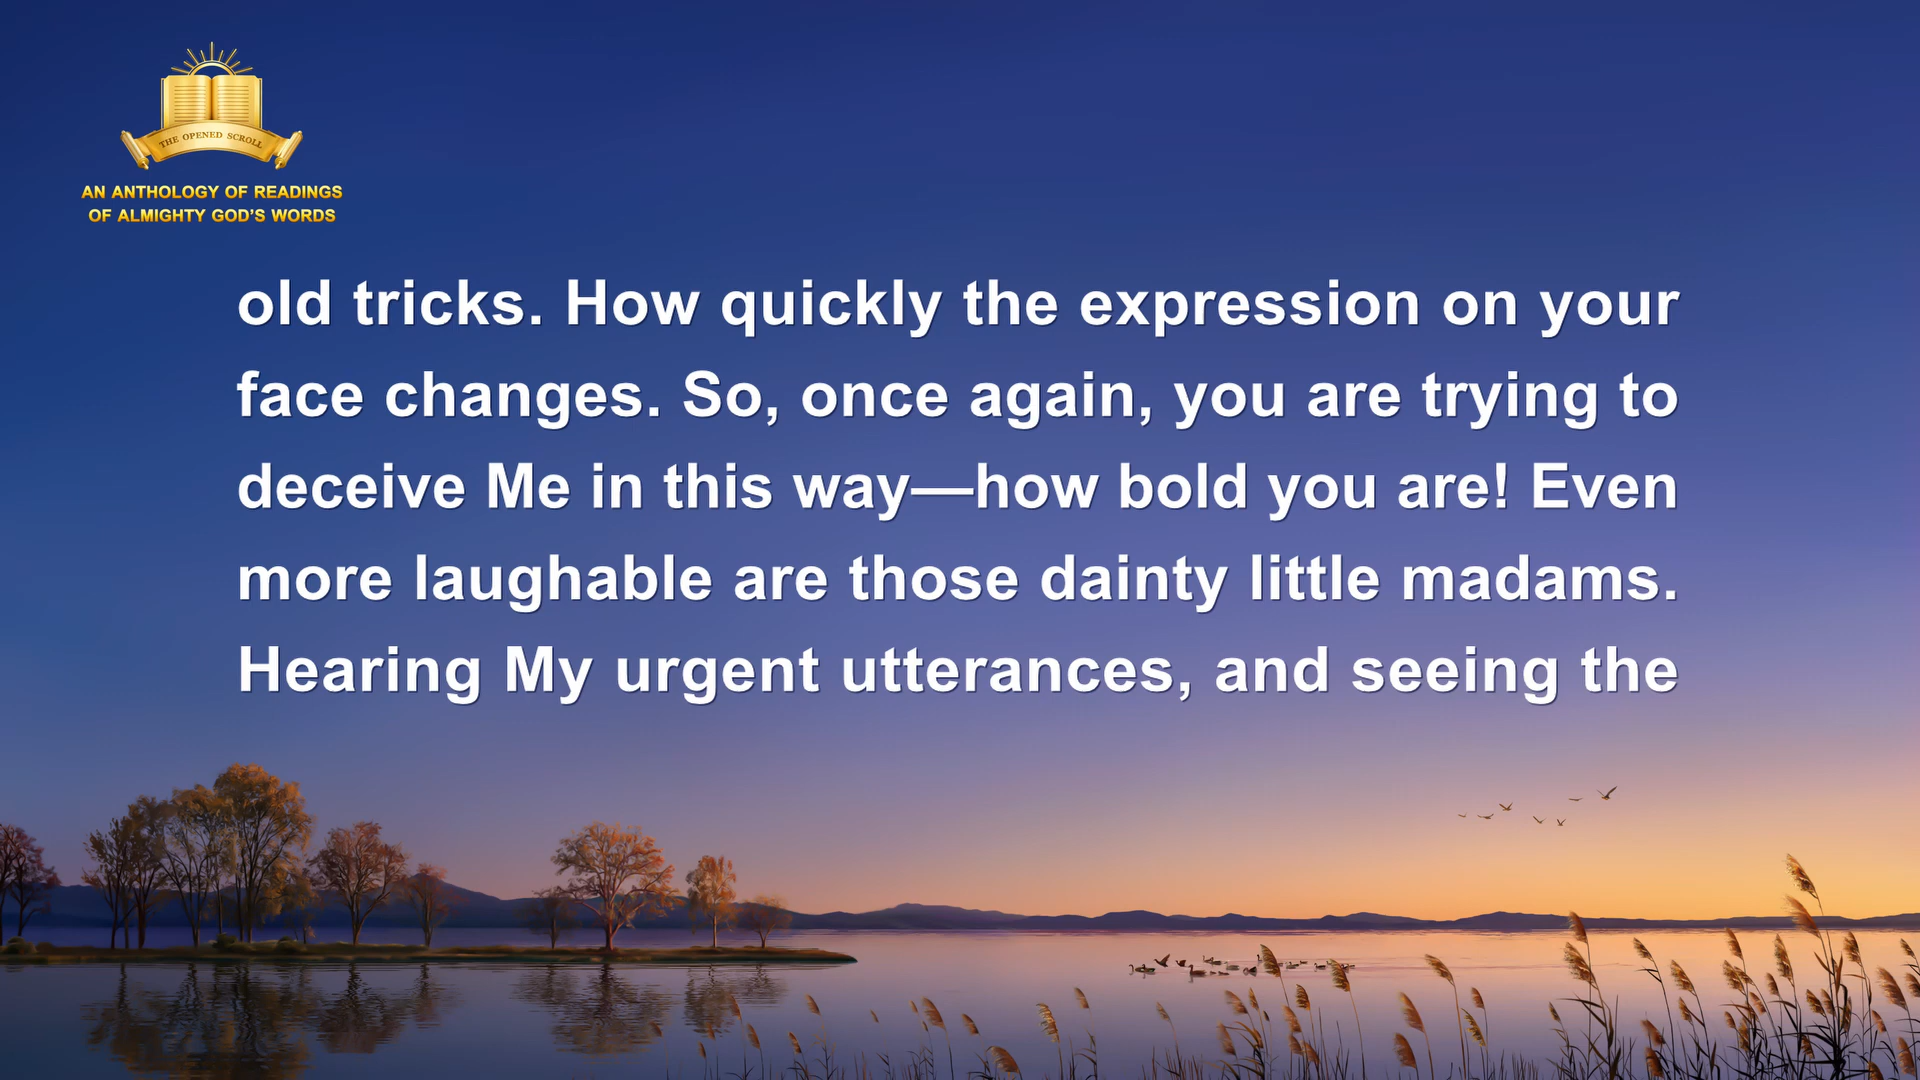 THE OPENED SCROLL
AN ANTHOLOGY OF READINGS
OF ALMIGHTY GOD'S WORDS
old tricks. How quickly the expression on your
face changes. So, once again, you are trying to
deceive Me in this way—how bold you are! Even
more laughable are those dainty little madams.
Hearing My urgent utterances, and seeing the